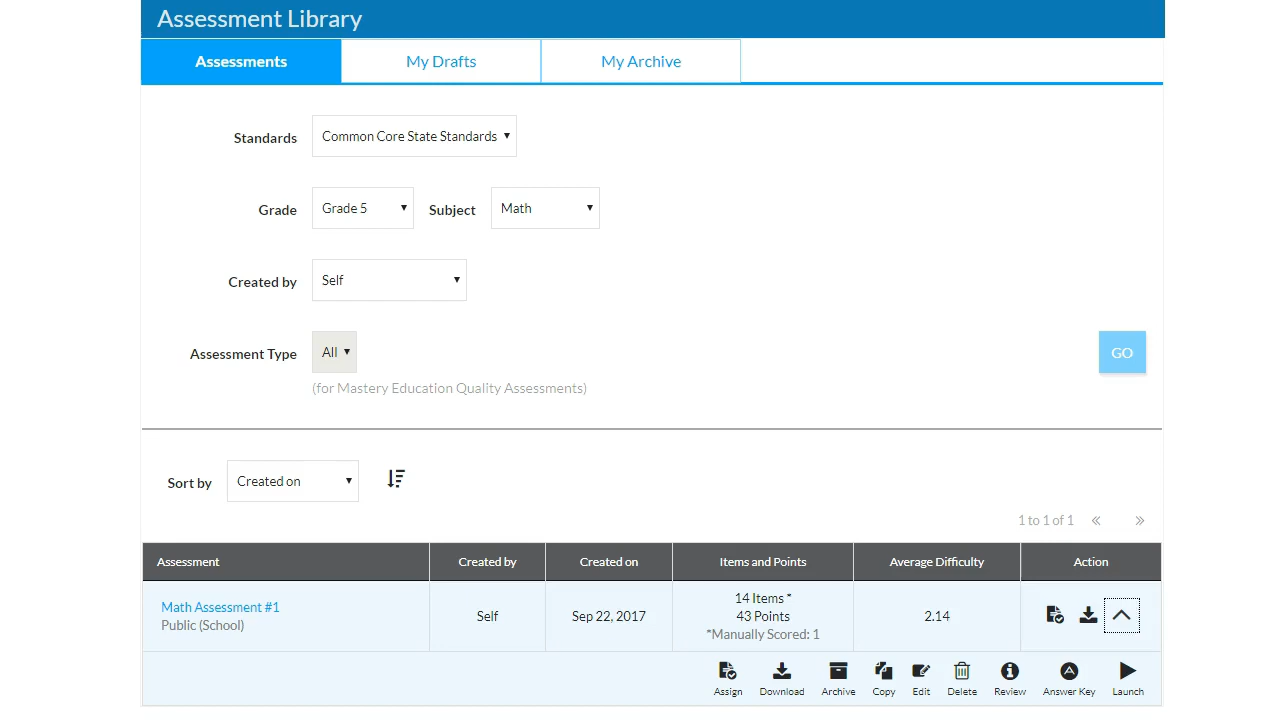 Assessment Library
Assessments My Drafts My Archive
Standards Common Core State Standards
Grade Grade 5 Subject Math
Created by Self
Assessment Type All GO
(for Mastery Education Quality Assessments)
Sort by Created on
1 to 1 of 1 « »
Assessment Created by Created on Items and Points Average Difficulty Action
Math Assessment #1
Public (School)
Self
Sep 22, 2017
14 Items *
43 Points
*Manually Scored: 1
2.14
Assign Download Archive Copy Edit Delete Review Answer Key Launch